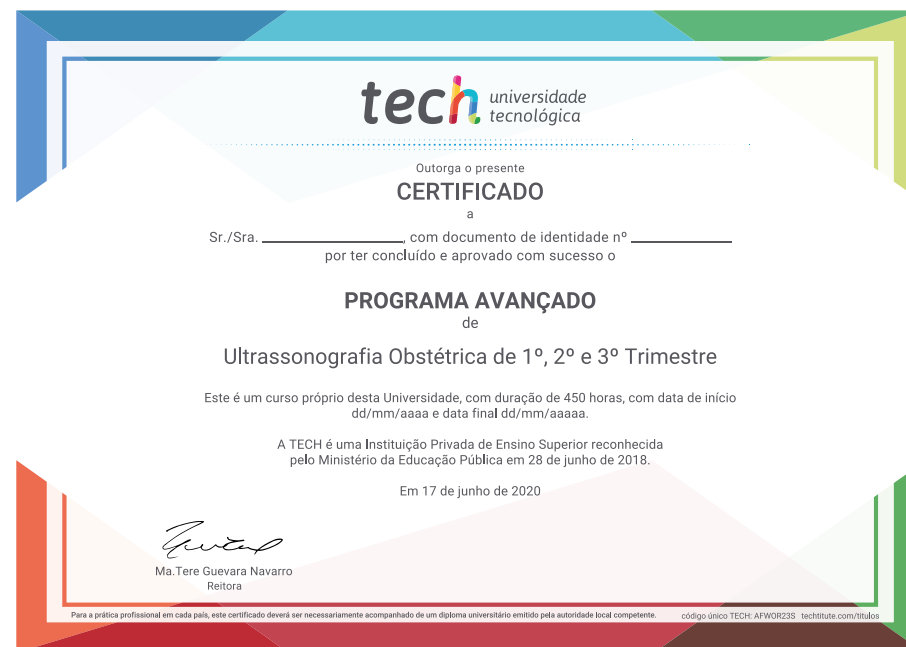 tech universidade
tecnológica
Outorga o presente
CERTIFICADO
a
Sr./Sra. ____________, com documento de identidade nº ____________
por ter concluído e aprovado com sucesso o
PROGRAMA AVANÇADO
de
Ultrassonografia Obstétrica de 1º, 2º e 3º Trimestre
Este é um curso próprio desta Universidade, com duração de 450 horas, com data de início
dd/mm/aaaa e data final dd/mm/aaaaa.
A TECH é uma Instituição Privada de Ensino Superior reconhecida
pelo Ministério da Educação Pública em 28 de junho de 2018.
Em 17 de junho de 2020
Ma.Tere Guevara Navarro
Reitora
Para a prática profissional em cada país, este certificado deverá ser necessariamente acompanhado de um diploma universitário emitido pela autoridade local competente. código único TECH: AFWOR23S techtitute.com/titulos